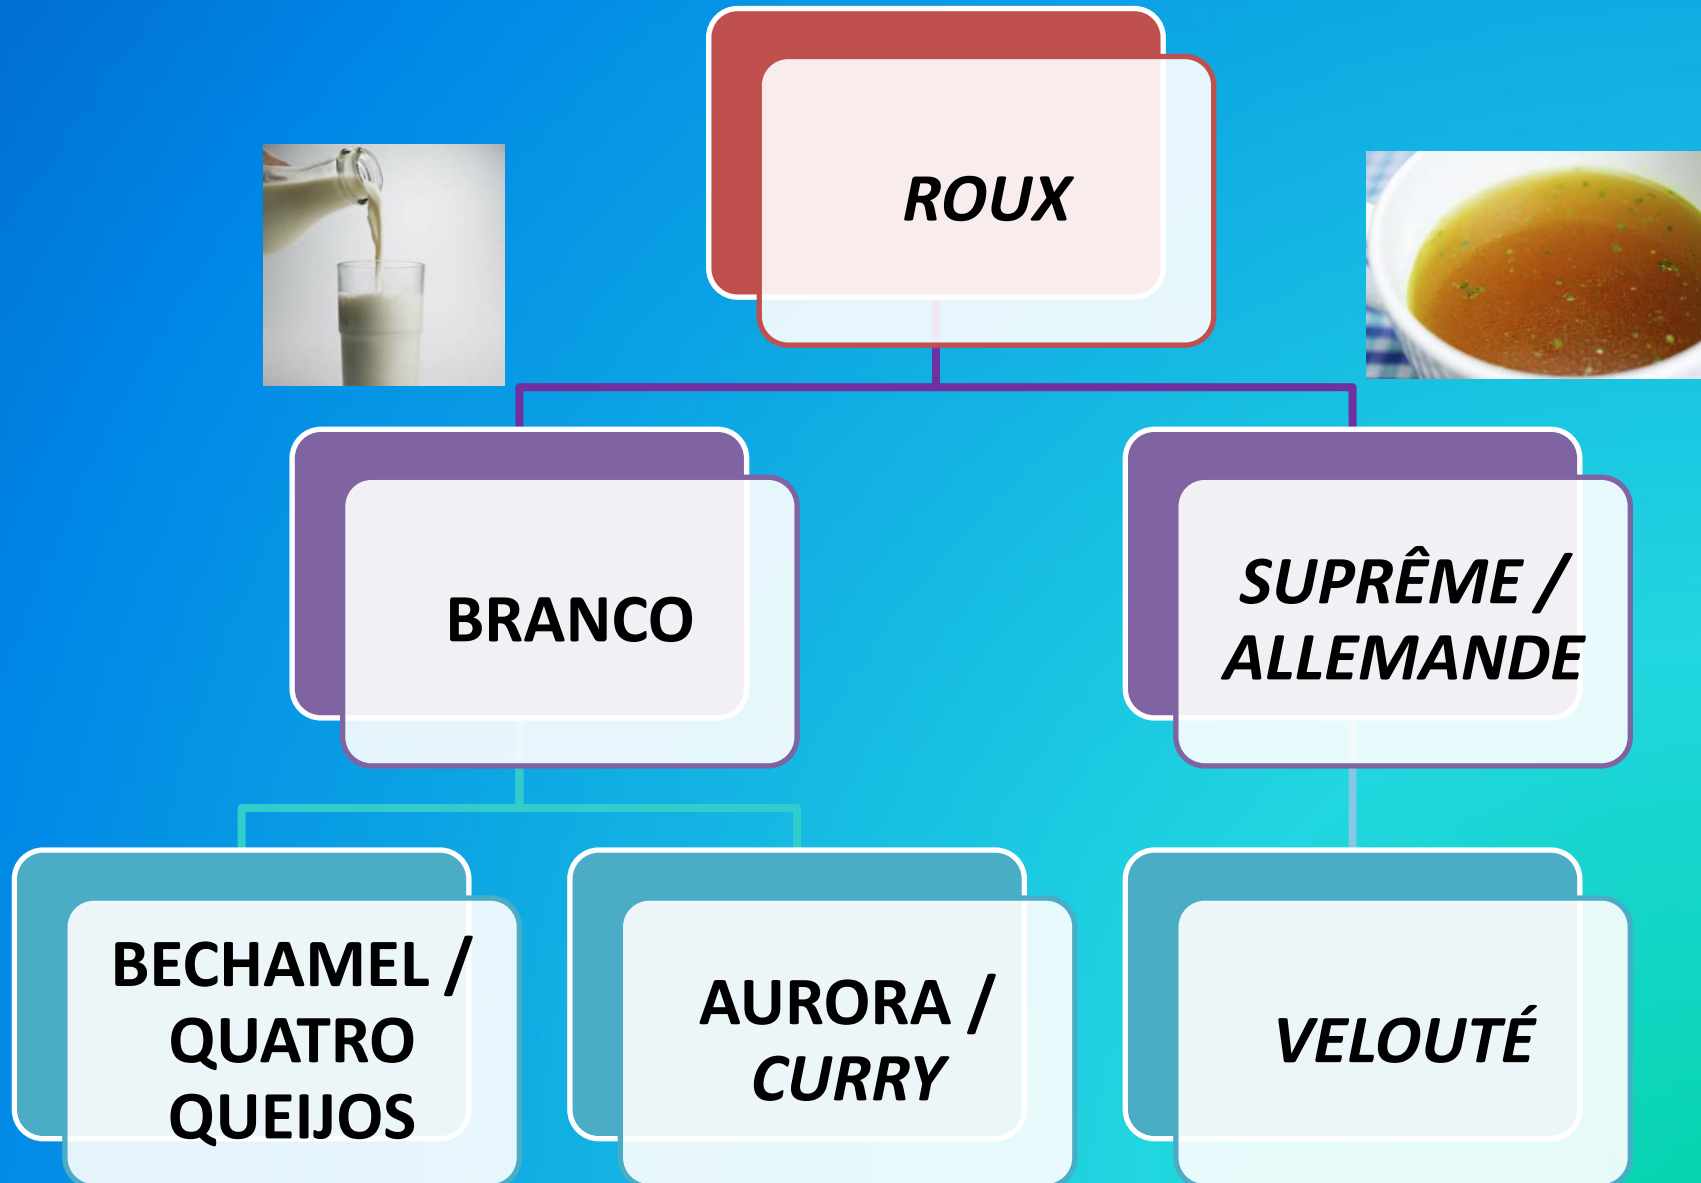 ROUX
BRANCO
SUPRÊME /
ALLEMANDE
BECHAMEL /
QUATRO
QUEIJOS
AURORA /
CURRY
VELOUTÉ